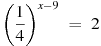 (1/4)^{x-9} = 2